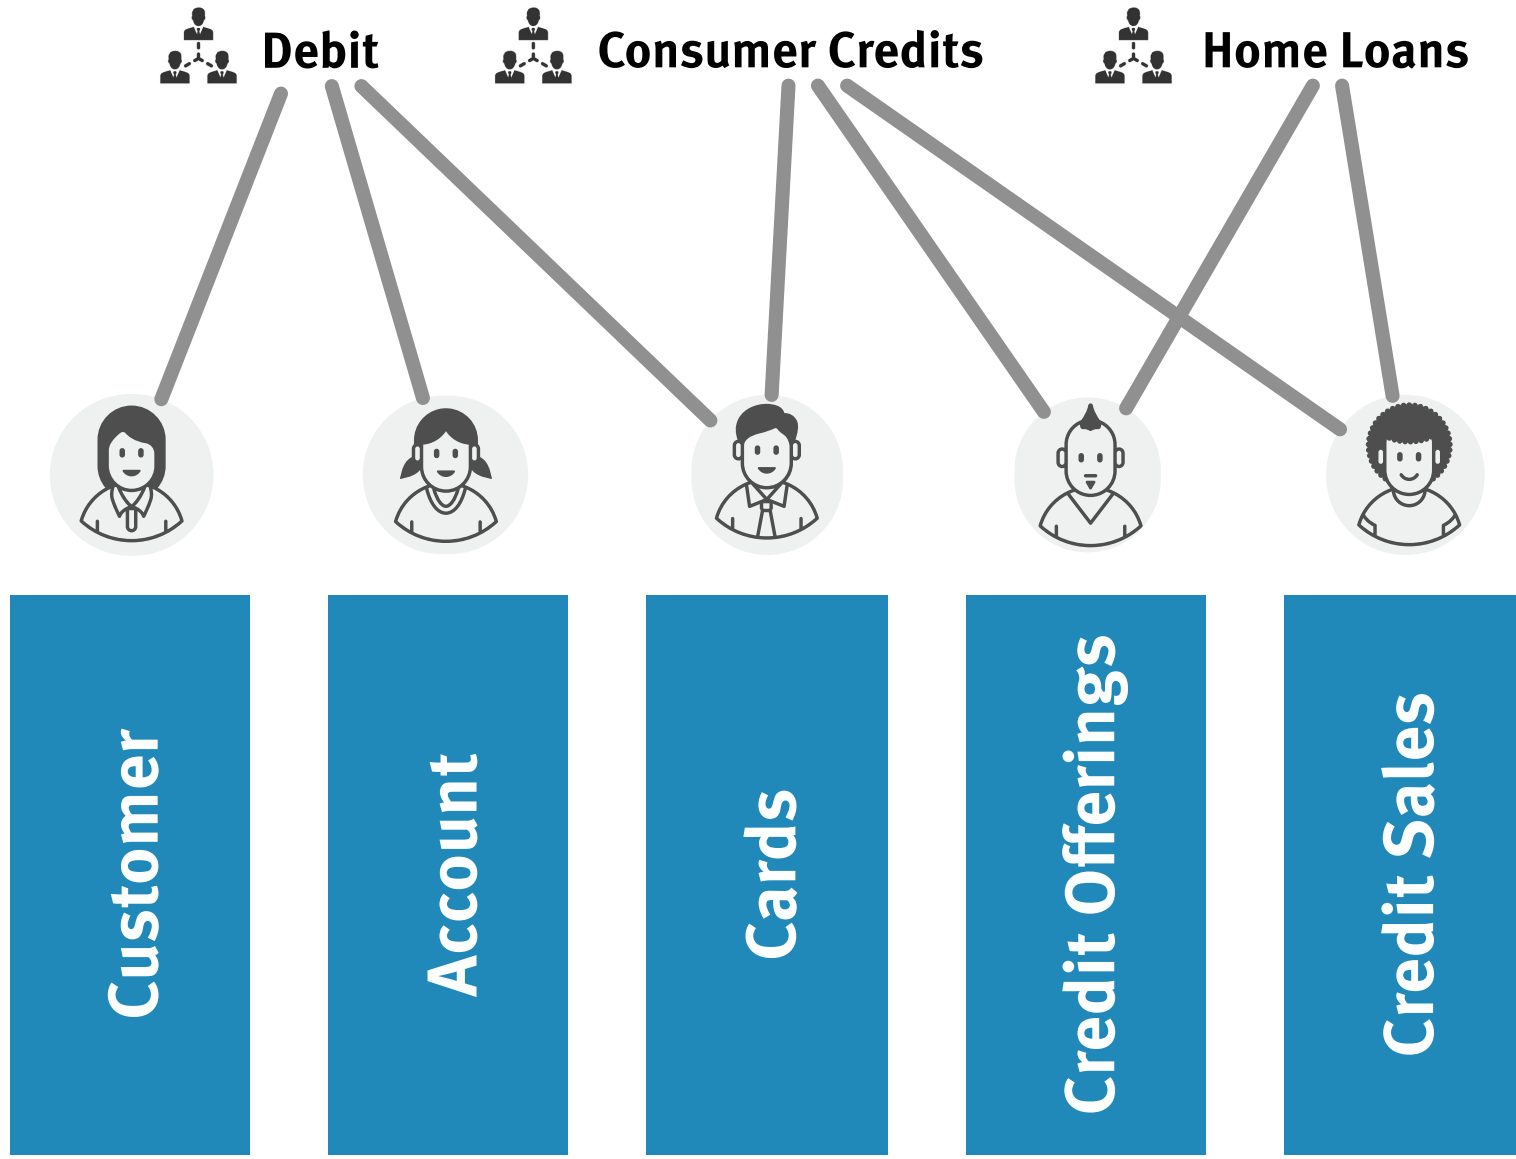 Debit
Consumer Credits
Home Loans
Customer
Account
Cards
Credit Offerings
Credit Sales